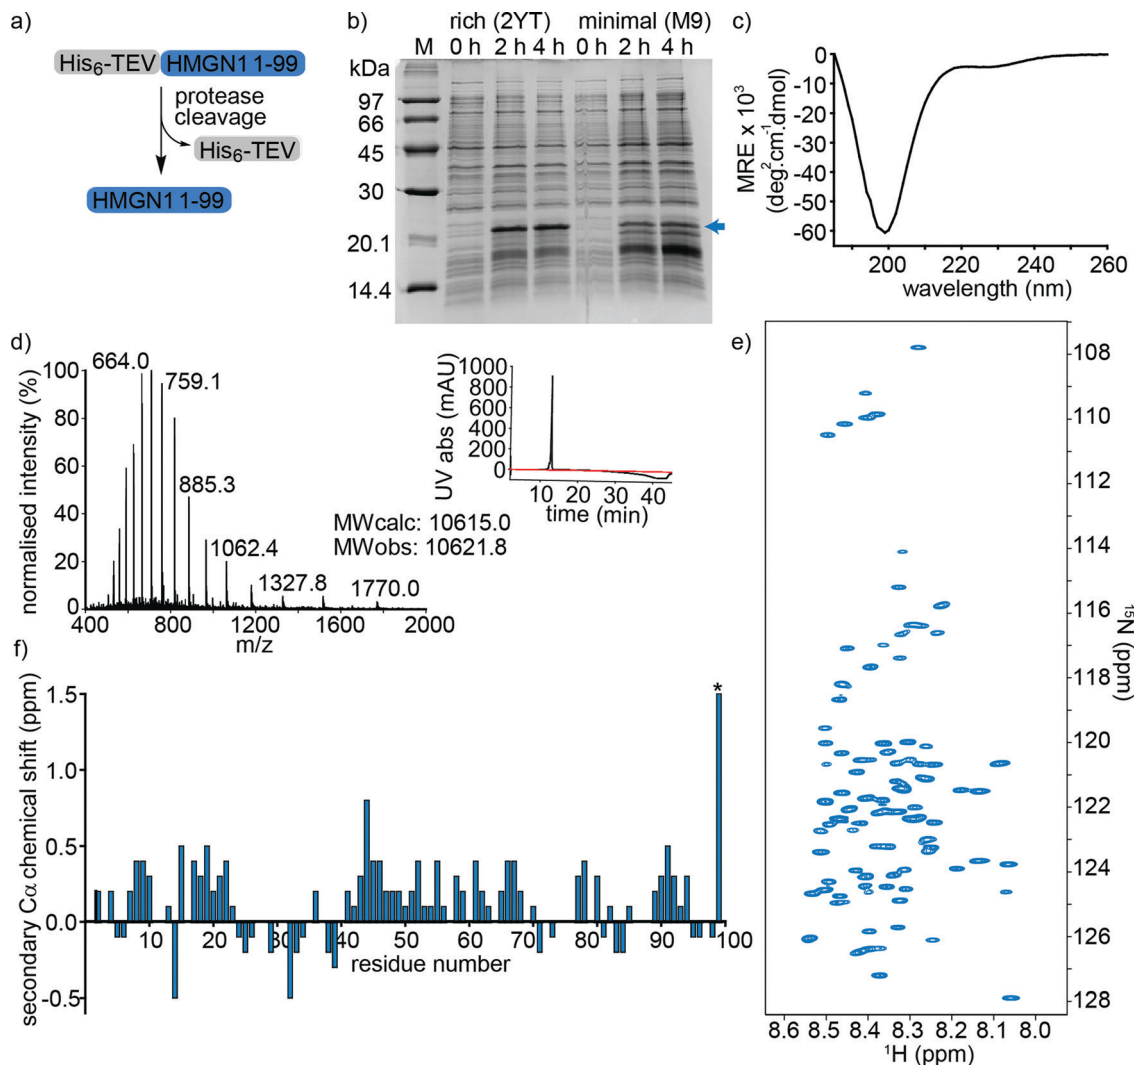 a)
His6-TEV HMGN1 1-99
protease
cleavage
His6-TEV
HMGN1 1-99
b)
rich (2YT) minimal (M9)
M 0 h 2 h 4 h 0 h 2 h 4 h
kDa
97
66
45
30
20.1
14.4
c)
MRE x 10³
(deg².cm⁻¹.dmol)
0
-10
-20
-30
-40
-50
-60
200 220 240 260
wavelength (nm)
d)
normalised intensity (%)
100
80
60
40
20
0
664.0
759.1
885.3
1062.4
1327.8
1770.0
MWcalc: 10615.0
MWobs: 10621.8
400 800 1200 1600 2000
m/z
UV abs (mAU)
1000
800
600
400
200
0
10 20 30 40
time (min)
e)
108
110
112
114
116
118
120
122
124
126
128
¹⁵N (ppm)
8.6 8.5 8.4 8.3 8.2 8.1 8.0
¹H (ppm)
f)
secondary Cα chemical shift (ppm)
1.5
1.0
0.5
0.0
-0.5
*
10 20 30 40 50 60 70 80 90 100
residue number